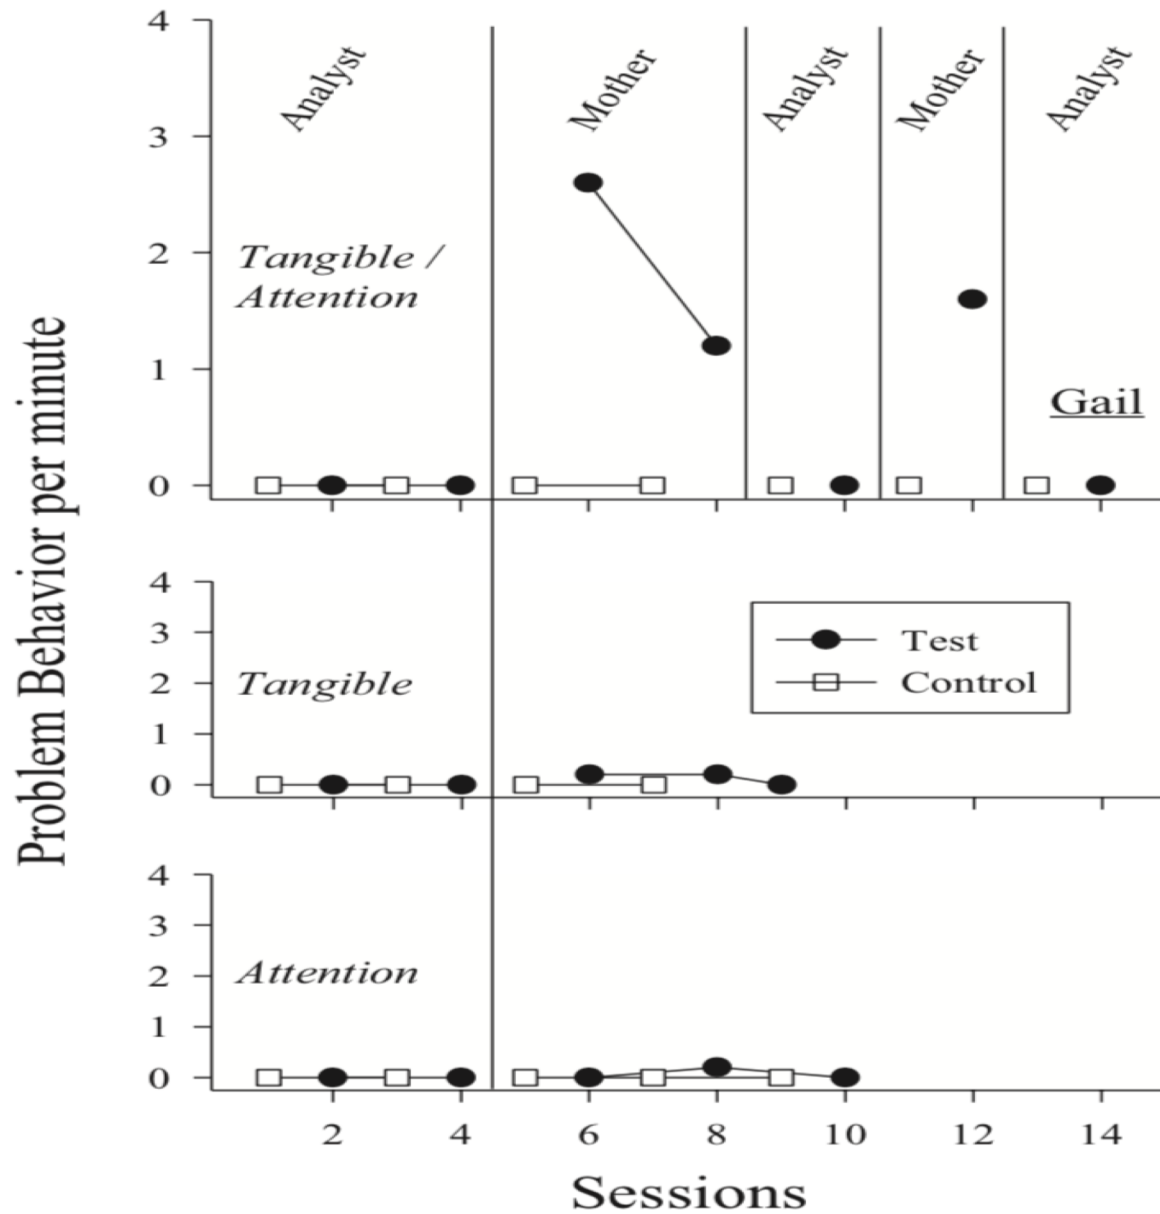 4
Analyst
Mother
Analyst
Mother
Analyst
3
2
Tangible /
Attention
1
Gail
0
Problem Behavior per minute
4
3
2
1
0
Tangible
Test
Control
4
3
2
1
0
Attention
2 4 6 8 10 12 14
Sessions